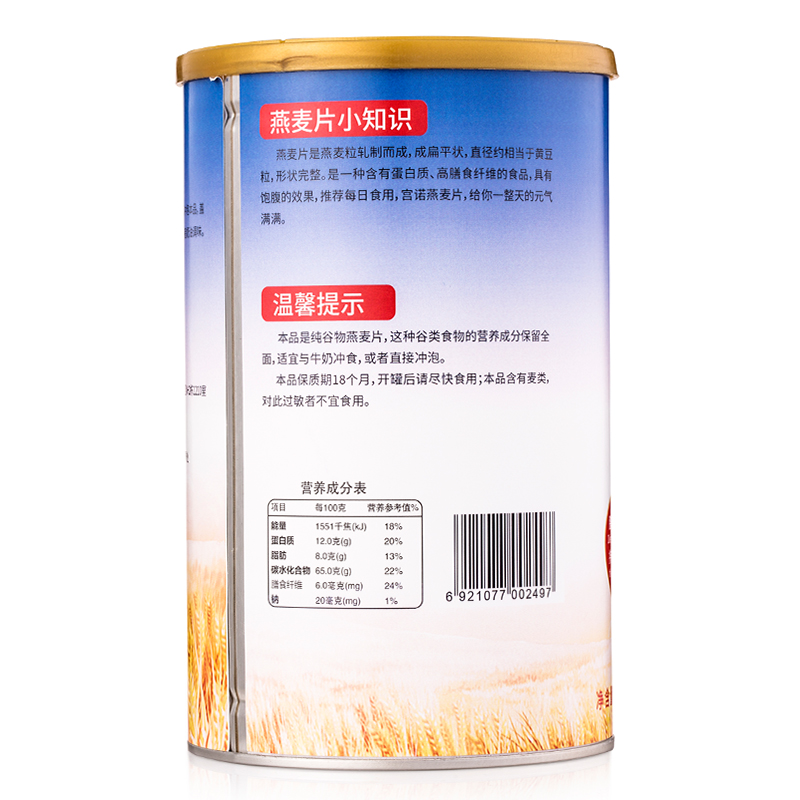 燕麦片小知识
燕麦片是燕麦粒轧制而成，成扁平状，直径约相当于黄豆
粒，形状完整。是一种含有蛋白质、高膳食纤维的食品，具有
饱腹的效果，推荐每日食用，宫诺燕麦片，给你一整天的元气
满满。
温馨提示
本品是纯谷物燕麦片，这种谷类食物的营养成分保留全
面，适宜与牛奶冲食，或者直接冲泡。
本品保质期18个月，开罐后请尽快食用；本品含有麦类，
对此过敏者不宜食用。
营养成分表
项目 每100克 营养参考值%
能量 1551千焦(kJ) 18%
蛋白质 12.0克(g) 20%
脂肪 8.0克(g) 13%
碳水化合物 65.0克(g) 22%
膳食纤维 6.0毫克(mg) 24%
钠 20毫克(mg) 1%
6 921077 002497
净含